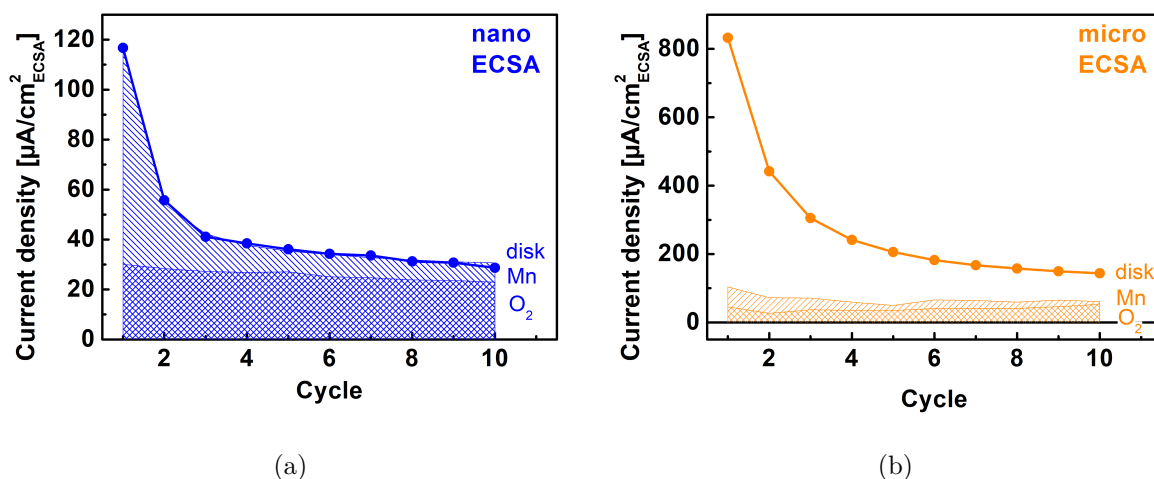 nano
ECSA
Current density [µA/cm²ECSA]
120
100
80
60
40
20
0
disk
Mn
O₂
2
4
6
8
10
Cycle
(a)
micro
ECSA
Current density [µA/cm²ECSA]
800
600
400
200
0
disk
Mn
O₂
2
4
6
8
10
Cycle
(b)